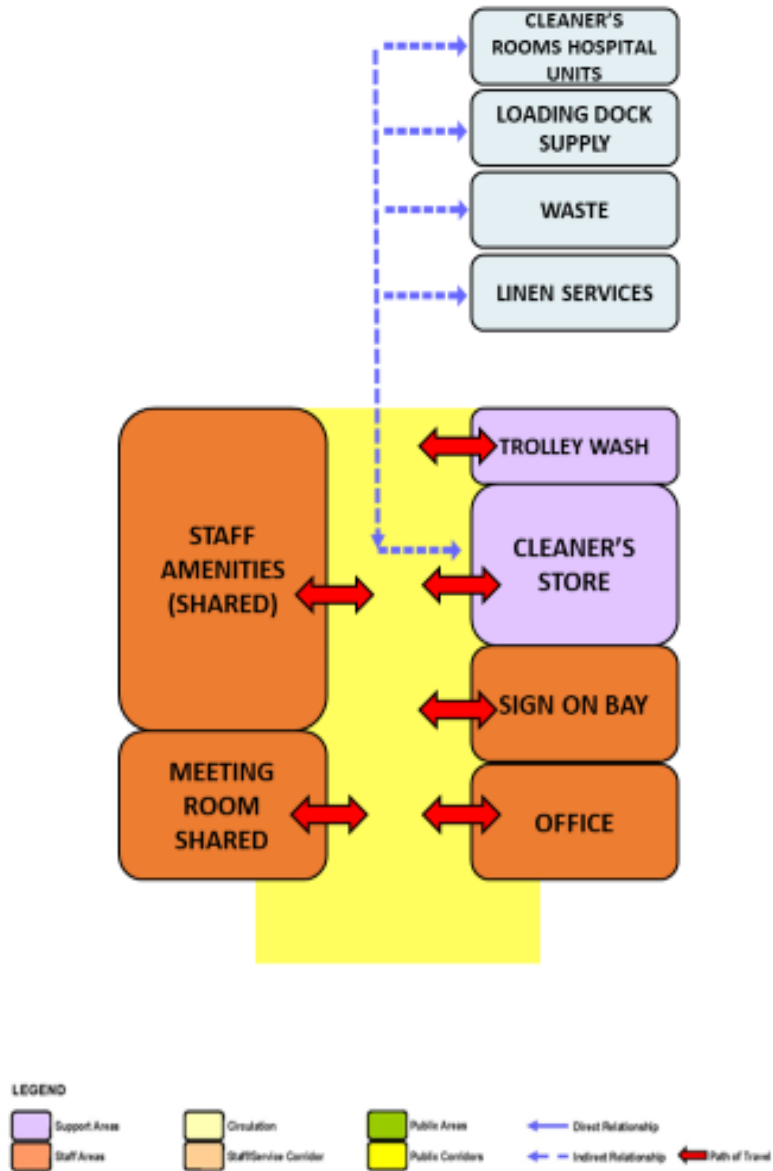 CLEANER'S
ROOMS HOSPITAL
UNITS
LOADING DOCK
SUPPLY
WASTE
LINEN SERVICES
TROLLEY WASH
STAFF
AMENITIES
(SHARED)
CLEANER'S
STORE
SIGN ON BAY
MEETING
ROOM
SHARED
OFFICE
LEGEND
Support Areas
Circulation
Public Areas
Direct Relationship
Staff Areas
Staff/Service Corridor
Public Corridors
Indirect Relationship
Path of Travel